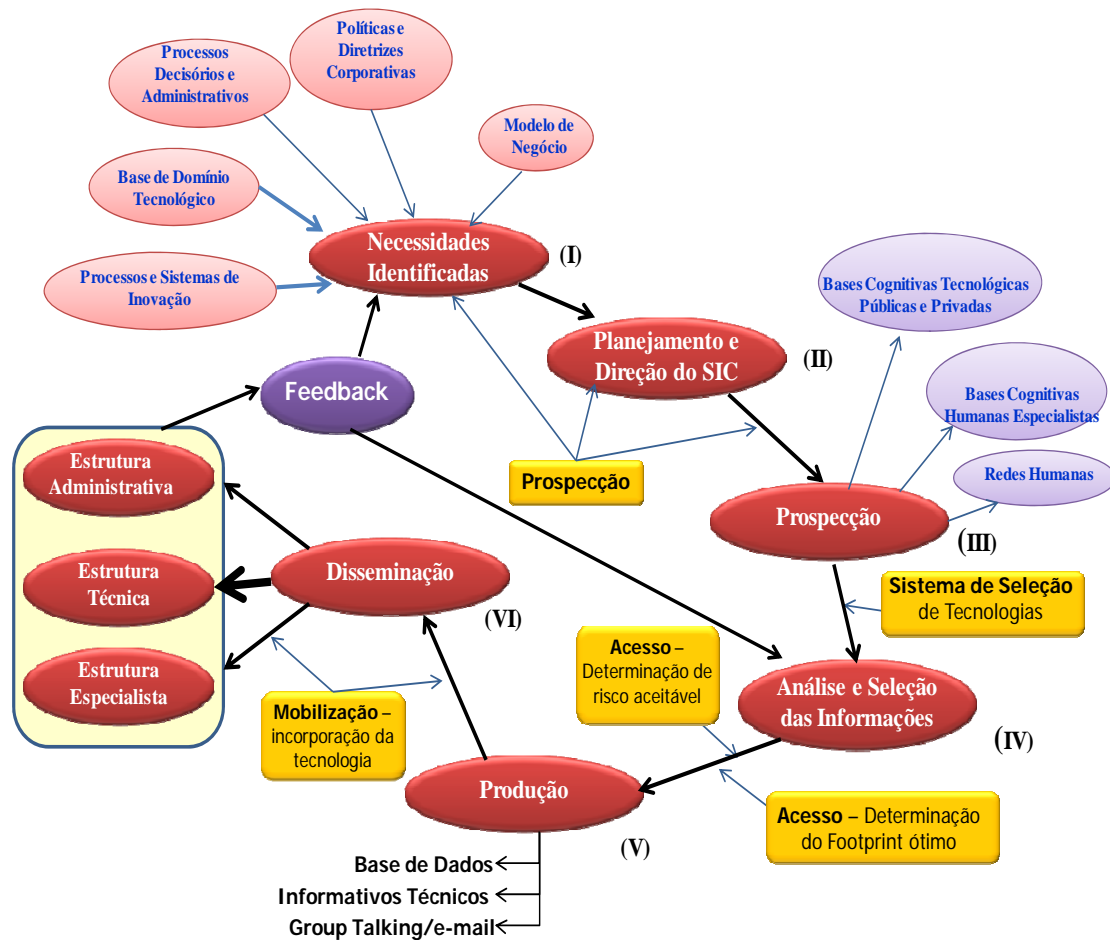 Processos
Decisórios e
Administrativos
Políticas e
Diretrizes
Corporativas
Modelo de
Negócio
Base de Domínio
Tecnológico
Processos e Sistemas de
Inovação
Necessidades
Identificadas
(I)
Bases Cognitivas Tecnológicas
Públicas e Privadas
Planejamento e
Direção do SIC
(II)
Feedback
Bases Cognitivas
Humanas Especialistas
Redes Humanas
Prospecção
Prospecção
(III)
Estrutura
Administrativa
Estrutura
Técnica
Estrutura
Especialista
Disseminação
(VI)
Sistema de Seleção
de Tecnologias
Acesso –
Determinação de
risco aceitável
Análise e Seleção
das Informações
(IV)
Mobilização –
incorporação da
tecnologia
Produção
(V)
Acesso – Determinação
do Footprint ótimo
Base de Dados
Informativos Técnicos
Group Talking/e-mail